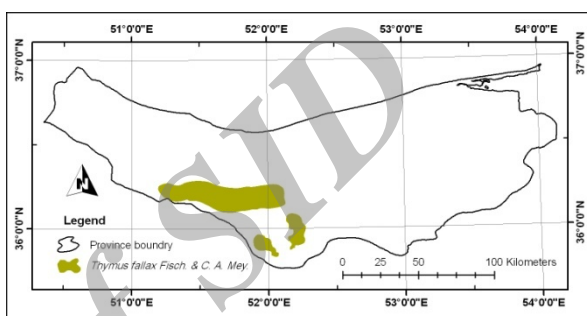 51°0'0"E 52°0'0"E 53°0'0"E 54°0'0"E
37°0'0"N
37°0'0"N
N
Legend
Province boundry
Thymus fallax Fisch. & C. A. Mey.
36°0'0"N
36°0'0"N
0 25 50 100 Kilometers
51°0'0"E 52°0'0"E 53°0'0"E 54°0'0"E
of SID